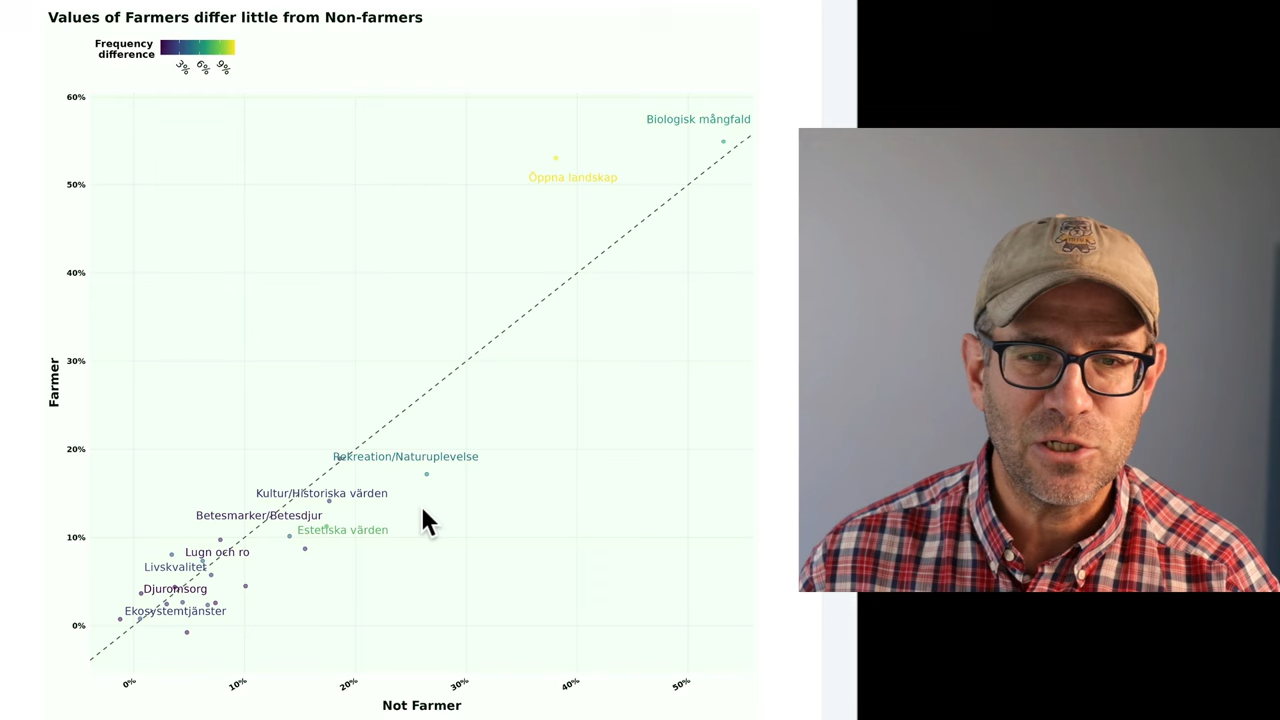 Values of Farmers differ little from Non-farmers
Frequency
difference
3%
6%
9%
60%
50%
40%
30%
20%
10%
0%
Farmer
Biologisk mångfald
Öppna landskap
Rekreation/Naturuplevelse
Kultur/Historiska värden
Betesmarker/Betesdjur
Estetiska värden
Lugn och ro
Livskvalitet
Djuromsorg
Ekosystemtjänster
0%
10%
20%
30%
40%
50%
Not Farmer